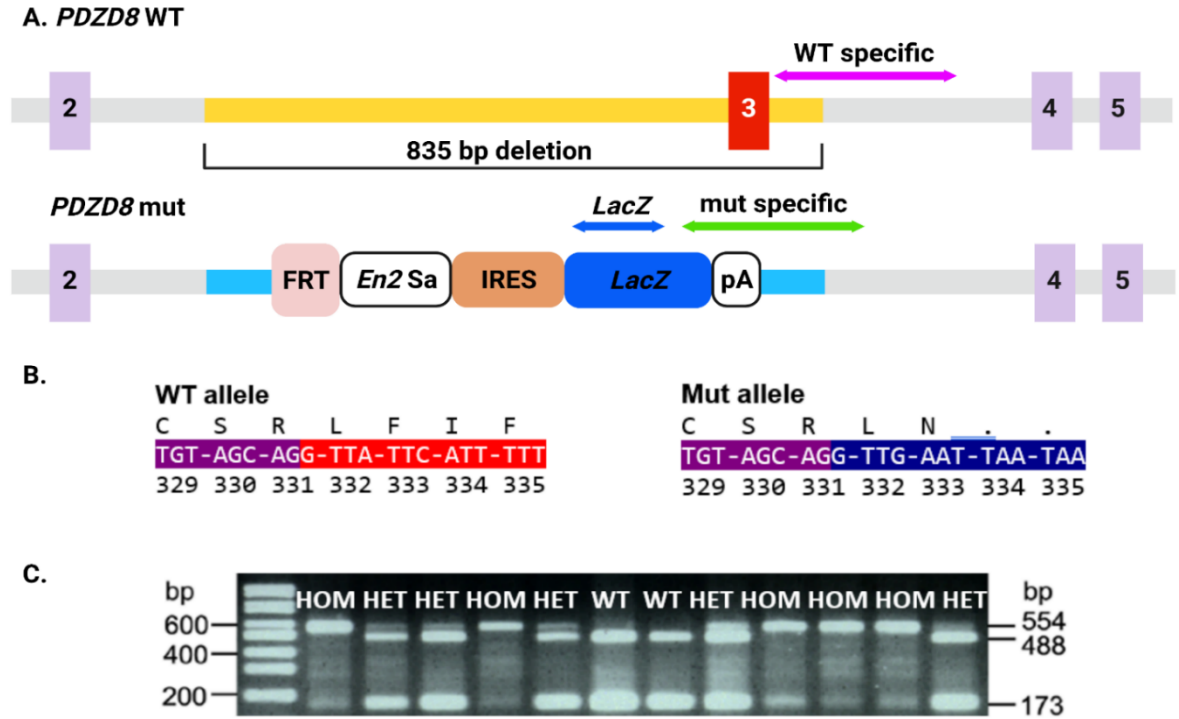 A. PDZD8 WT
WT specific
2 3 4 5
835 bp deletion
PDZD8 mut
LacZ mut specific
2 FRT En2 Sa IRES LacZ pA 4 5
B.
WT allele
C S R L F I F
TGT-AGC-AGG-TTA-TTC-ATT-TTT
329 330 331 332 333 334 335
Mut allele
C S R L N . .
TGT-AGC-AGG-TTG-AAT-TAA-TAA
329 330 331 332 333 334 335
C.
bp HOM HET HET HOM HET WT WT HET HOM HOM HOM HET bp
600 554
488
400
200 173